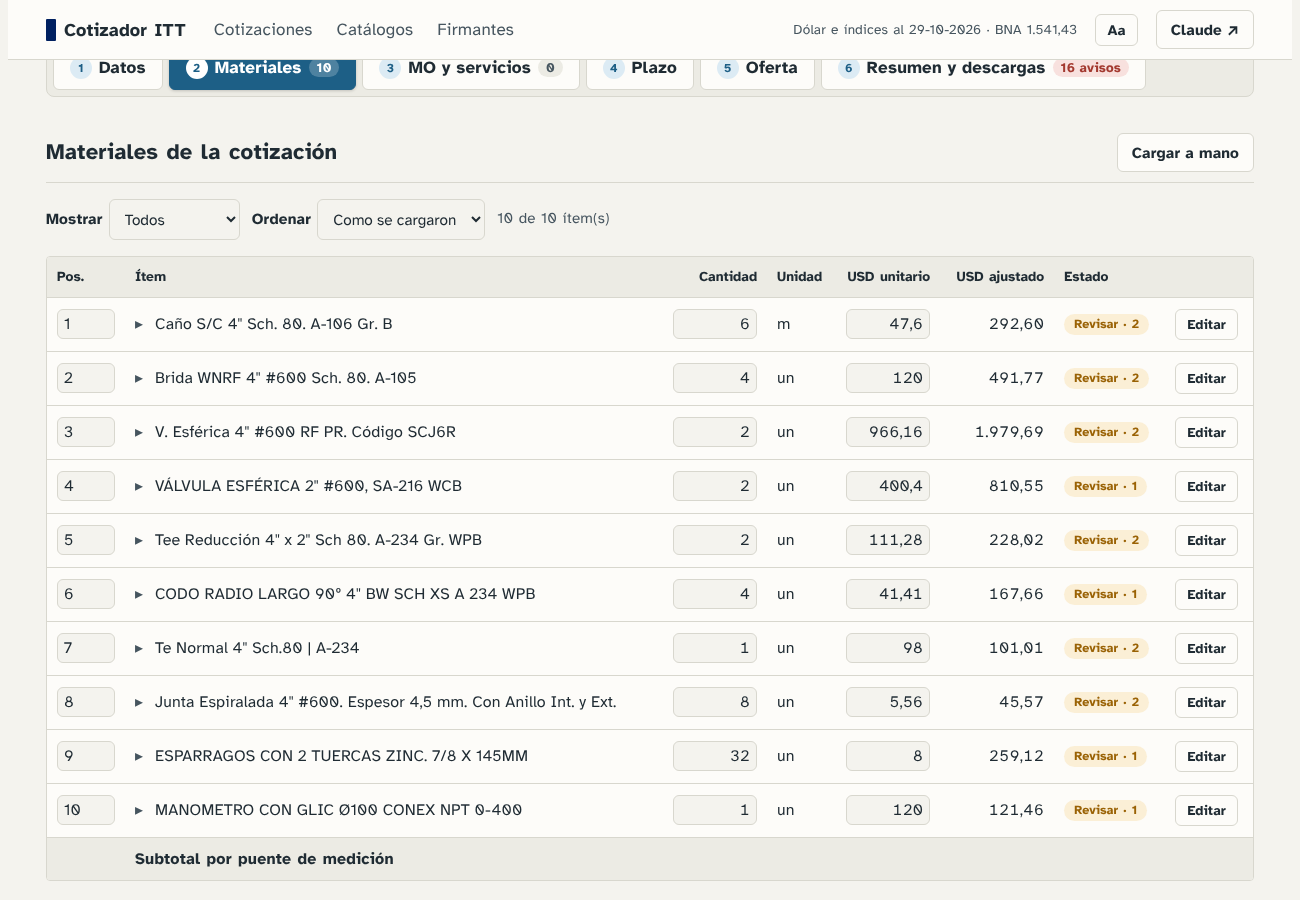 Cotizador ITT Cotizaciones Catálogos Firmantes Dólar e índices al 29-10-2026 · BNA 1.541,43 Aa Claude ↗
1 Datos 2 Materiales 10 3 MO y servicios 0 4 Plazo 5 Oferta 6 Resumen y descargas 16 avisos
Materiales de la cotización Cargar a mano
Mostrar Todos Ordenar Como se cargaron 10 de 10 ítem(s)
Pos. Ítem Cantidad Unidad USD unitario USD ajustado Estado
1 ▸ Caño S/C 4" Sch. 80. A-106 Gr. B 6 m 47,6 292,60 Revisar · 2 Editar
2 ▸ Brida WNRF 4" #600 Sch. 80. A-105 4 un 120 491,77 Revisar · 2 Editar
3 ▸ V. Esférica 4" #600 RF PR. Código SCJ6R 2 un 966,16 1.979,69 Revisar · 2 Editar
4 ▸ VÁLVULA ESFÉRICA 2" #600, SA-216 WCB 2 un 400,4 810,55 Revisar · 1 Editar
5 ▸ Tee Reducción 4" x 2" Sch 80. A-234 Gr. WPB 2 un 111,28 228,02 Revisar · 2 Editar
6 ▸ CODO RADIO LARGO 90° 4" BW SCH XS A 234 WPB 4 un 41,41 167,66 Revisar · 1 Editar
7 ▸ Te Normal 4" Sch.80 | A-234 1 un 98 101,01 Revisar · 2 Editar
8 ▸ Junta Espiralada 4" #600. Espesor 4,5 mm. Con Anillo Int. y Ext. 8 un 5,56 45,57 Revisar · 2 Editar
9 ▸ ESPARRAGOS CON 2 TUERCAS ZINC. 7/8 X 145MM 32 un 8 259,12 Revisar · 1 Editar
10 ▸ MANOMETRO CON GLIC Ø100 CONEX NPT 0-400 1 un 120 121,46 Revisar · 1 Editar
Subtotal por puente de medición